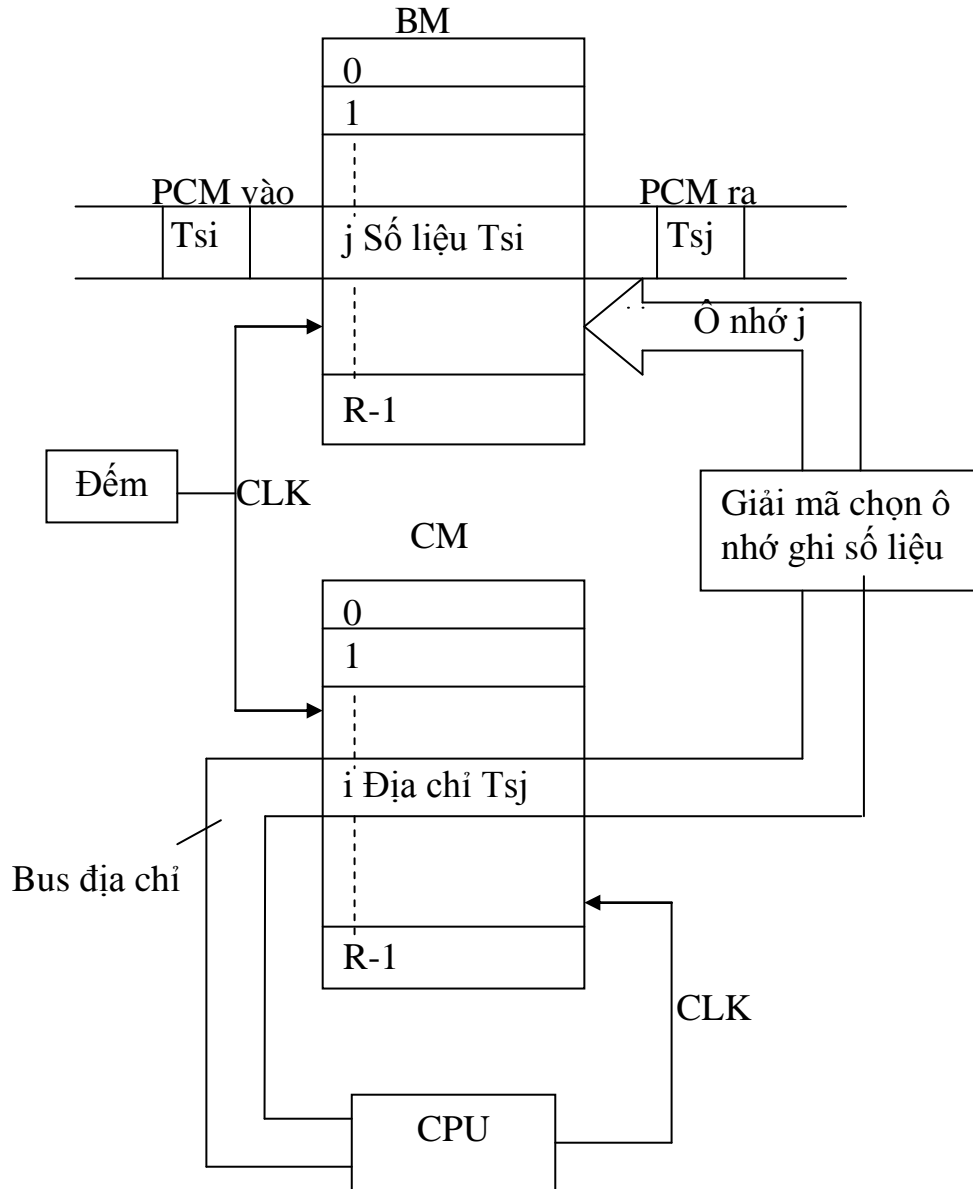 BM
0
1
PCM vào
PCM ra
Tsi
j Số liệu Tsi
Tsj
Ô nhớ j
R-1
Đếm
CLK
Giải mã chọn ô
nhớ ghi số liệu
CM
0
1
i Địa chỉ Tsj
Bus địa chỉ
R-1
CLK
CPU